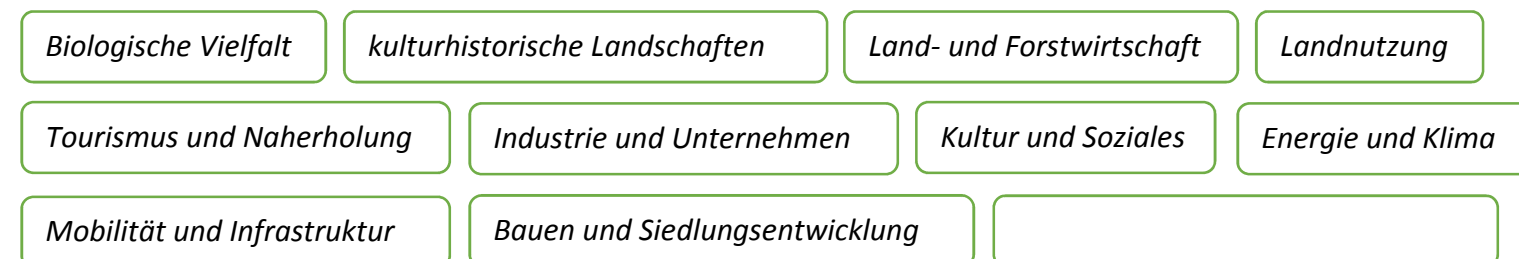 Biologische Vielfalt kulturhistorische Landschaften Land- und Forstwirtschaft Landnutzung
Tourismus und Naherholung Industrie und Unternehmen Kultur und Soziales Energie und Klima
Mobilität und Infrastruktur Bauen und Siedlungsentwicklung